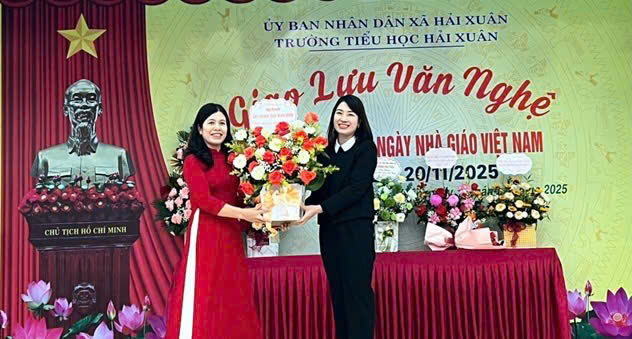 ỦY BAN NHÂN DÂN XÃ HẢI XUÂN
TRƯỜNG TIỂU HỌC HẢI XUÂN
Giao Lưu Văn Nghệ
NGÀY NHÀ GIÁO VIỆT NAM
20/11/2025
2025
CHỦ TỊCH HỒ CHÍ MINH